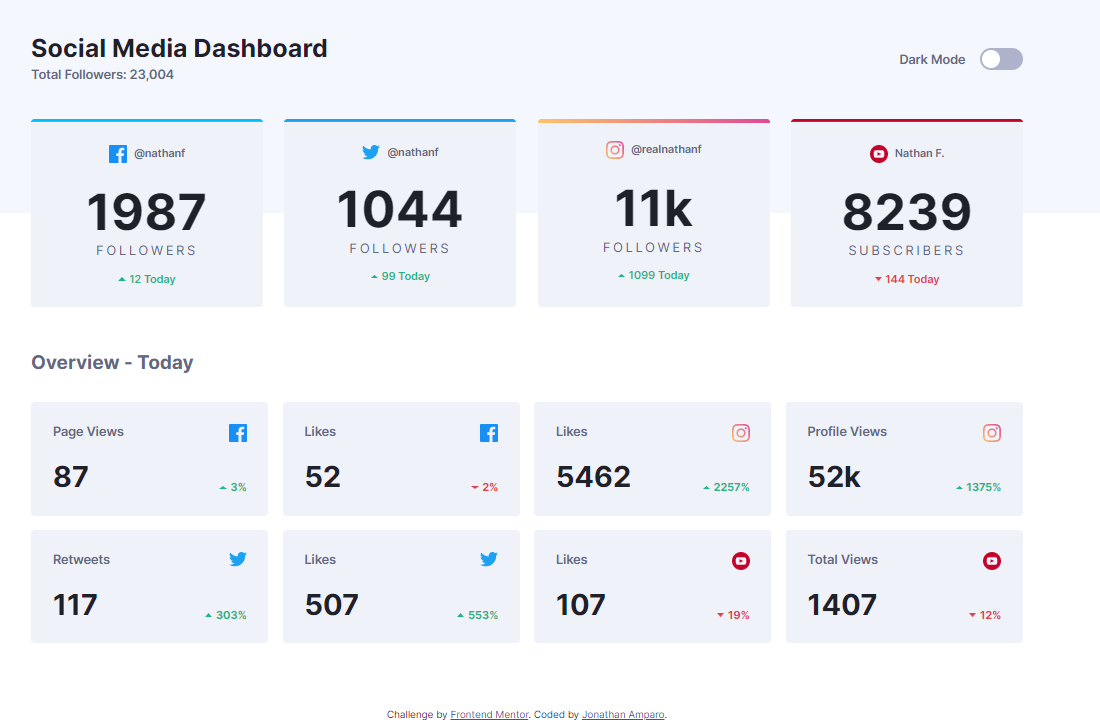 Social Media Dashboard
Total Followers: 23,004
Dark Mode
@nathanf
1987
FOLLOWERS
12 Today
@nathanf
1044
FOLLOWERS
99 Today
@realnathanf
11k
FOLLOWERS
1099 Today
Nathan F.
8239
SUBSCRIBERS
144 Today
Overview - Today
Page Views
87
3%
Likes
52
2%
Likes
5462
2257%
Profile Views
52k
1375%
Retweets
117
303%
Likes
507
553%
Likes
107
19%
Total Views
1407
12%
Challenge by Frontend Mentor. Coded by Jonathan Amparo.